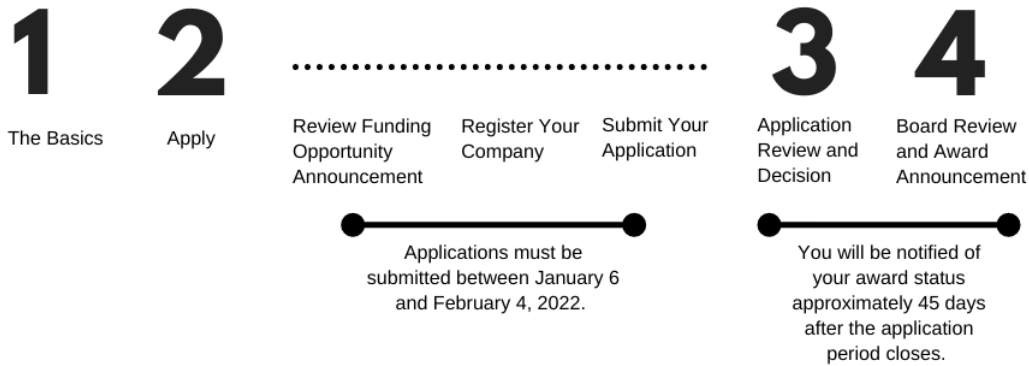 1
The Basics
2
Apply
Review Funding
Opportunity
Announcement
Register Your
Company
Submit Your
Application
Applications must be
submitted between January 6
and February 4, 2022.
3
Application
Review and
Decision
4
Board Review
and Award
Announcement
You will be notified of
your award status
approximately 45 days
after the application
period closes.